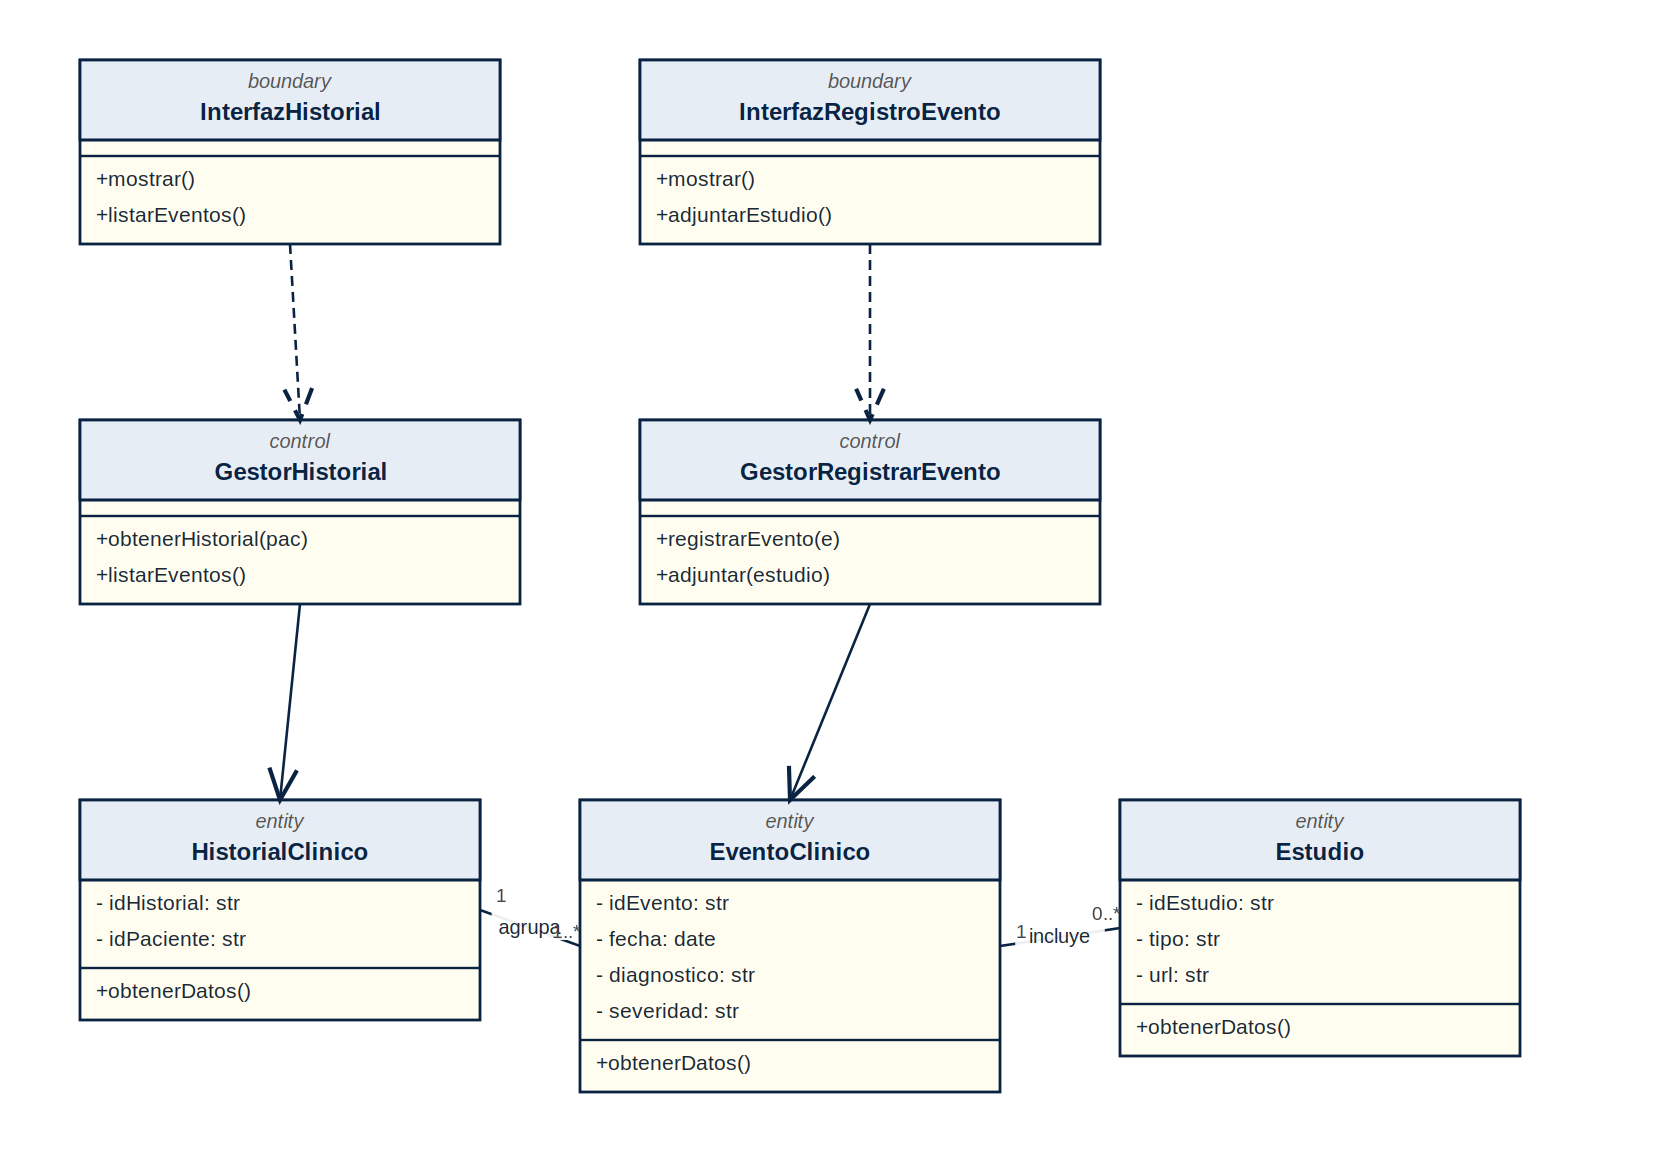 boundary
InterfazHistorial
+mostrar()
+listarEventos()
boundary
InterfazRegistroEvento
+mostrar()
+adjuntarEstudio()
control
GestorHistorial
+obtenerHistorial(pac)
+listarEventos()
control
GestorRegistrarEvento
+registrarEvento(e)
+adjuntar(estudio)
entity
HistorialClinico
- idHistorial: str
- idPaciente: str
+obtenerDatos()
1
agrupa
1..*
entity
EventoClinico
- idEvento: str
- fecha: date
- diagnostico: str
- severidad: str
+obtenerDatos()
1
incluye
0..*
entity
Estudio
- idEstudio: str
- tipo: str
- url: str
+obtenerDatos()